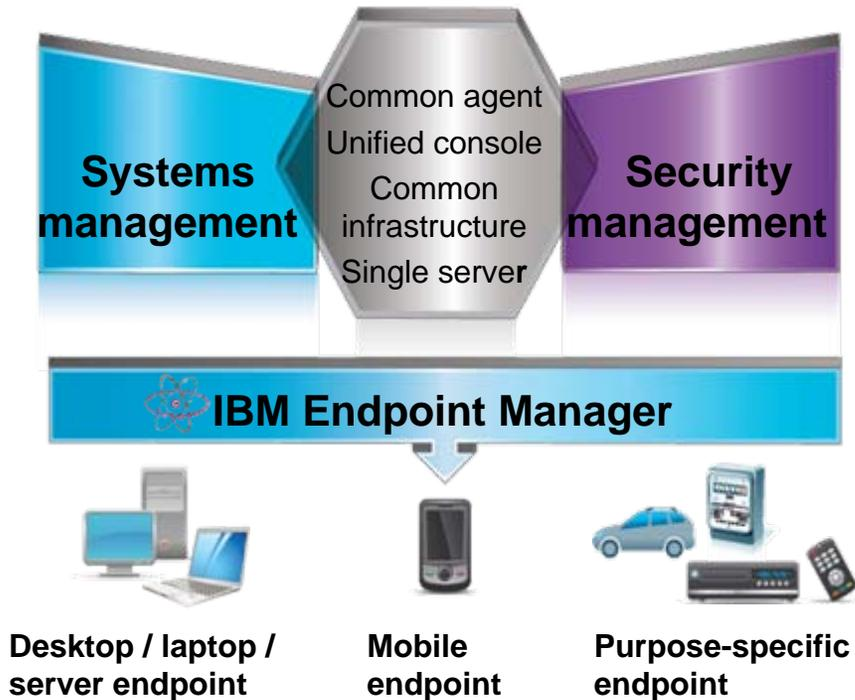 Systems
management
Common agent
Unified console
Common
infrastructure
Single server
Security
management
IBM Endpoint Manager
Desktop / laptop /
server endpoint
Mobile
endpoint
Purpose-specific
endpoint